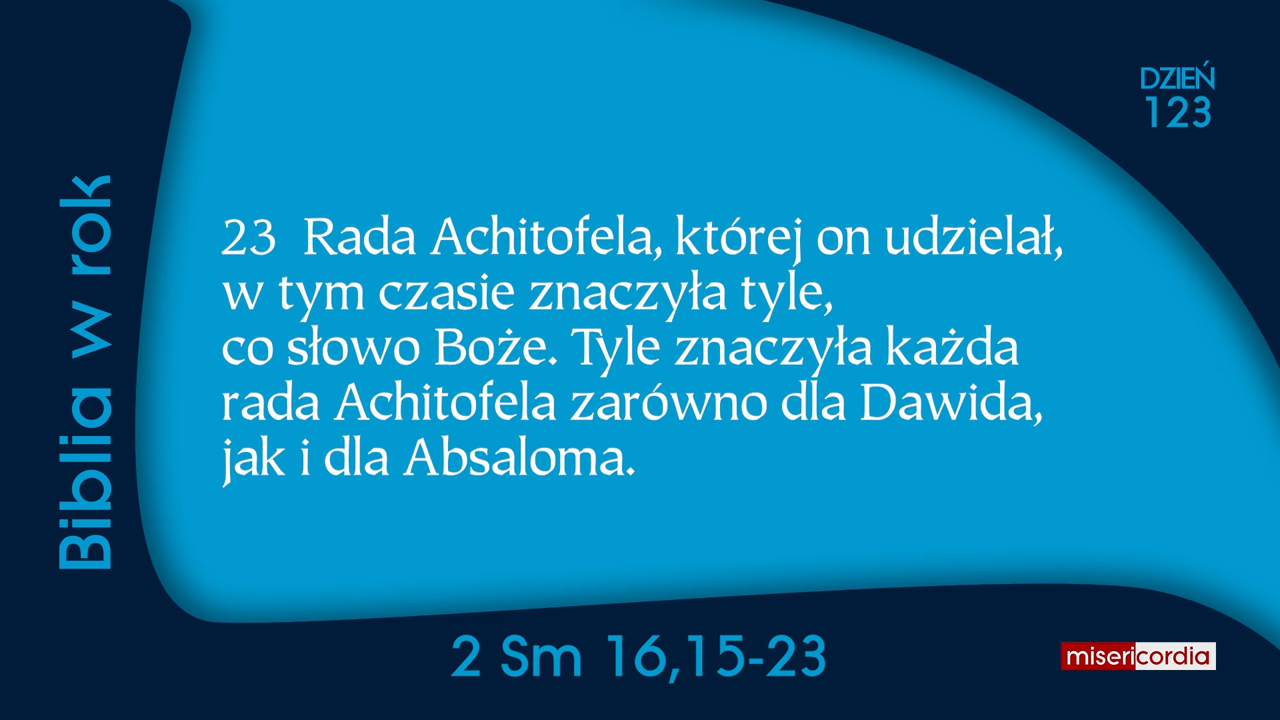 DZIEŃ
123
Biblia w rok
23 Rada Achitofela, której on udzielał,
w tym czasie znaczyła tyle,
co słowo Boże. Tyle znaczyła każda
rada Achitofela zarówno dla Dawida,
jak i dla Absaloma.
2 Sm 16,15-23
misericordia